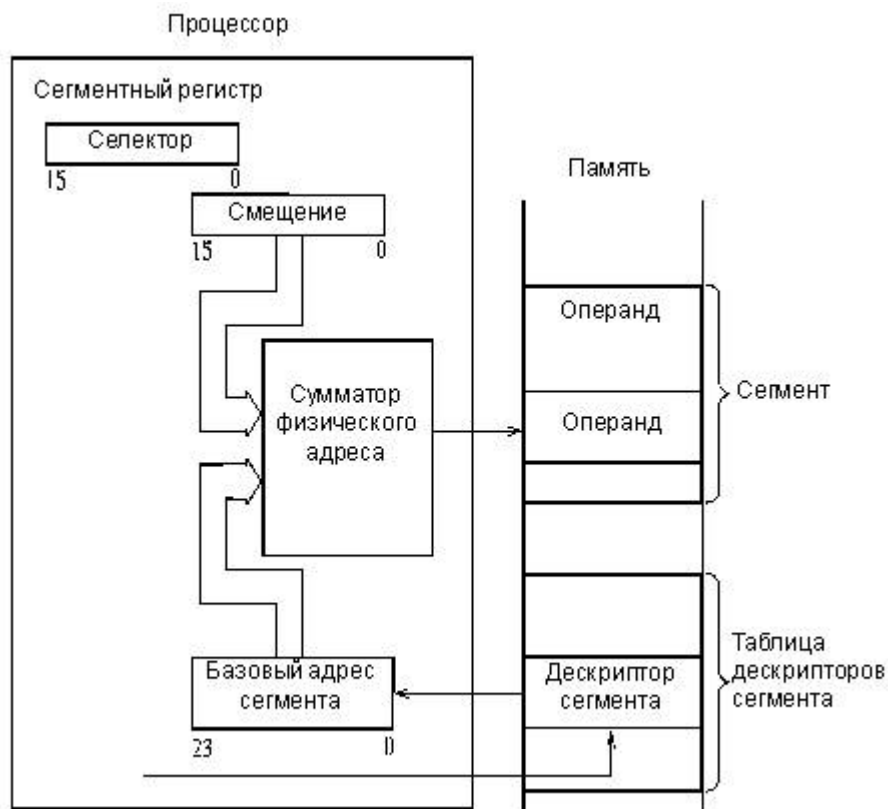 Процессор
Сегментный регистр
Селектор
15 0
Смещение
15 0
Память
Операнд
Сумматор
физического
адреса
Операнд
Сегмент
Базовый адрес
сегмента
23 0
Дескриптор
сегмента
Таблица
дескрипторов
сегмента